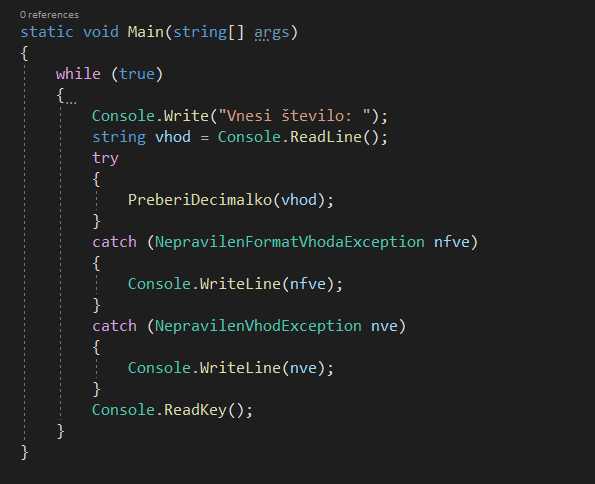 0 references
static void Main(string[] args)
{
while (true)
{
Console.Write("Vnesi število: ");
string vhod = Console.ReadLine();
try
{
PreberiDecimalko(vhod);
}
catch (NepravilenFormatVhodaException nfve)
{
Console.WriteLine(nfve);
}
catch (NepravilenVhodException nve)
{
Console.WriteLine(nve);
}
Console.ReadKey();
}
}